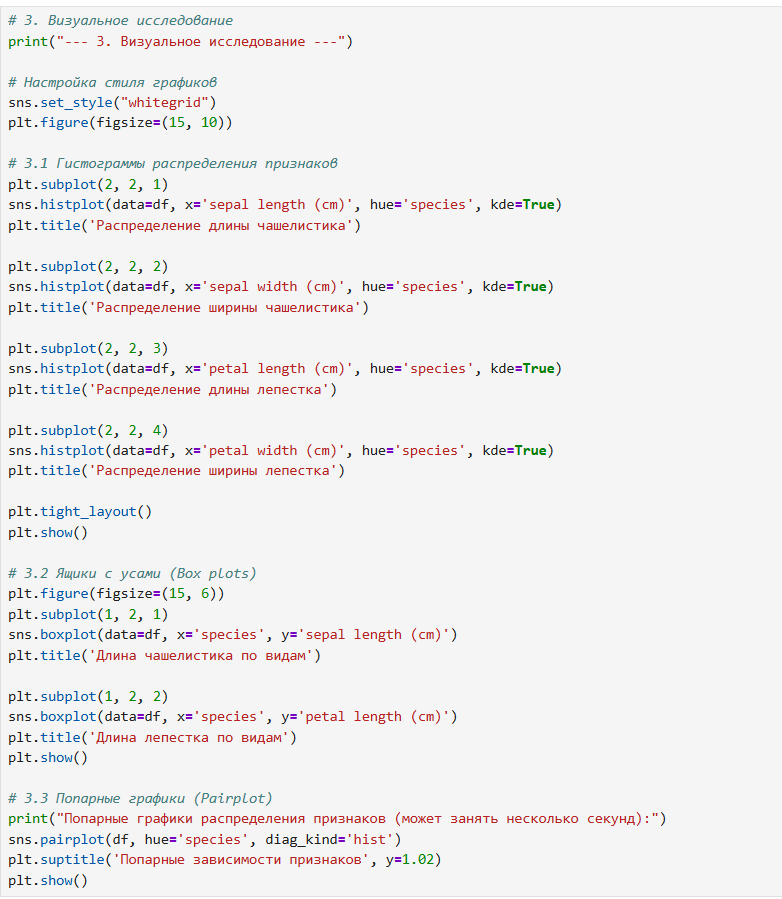 # 3. Визуальное исследование
print("--- 3. Визуальное исследование ---")
# Настройка стиля графиков
sns.set_style("whitegrid")
plt.figure(figsize=(15, 10))
# 3.1 Гистограммы распределения признаков
plt.subplot(2, 2, 1)
sns.histplot(data=df, x='sepal length (cm)', hue='species', kde=True)
plt.title('Распределение длины чашелистика')
plt.subplot(2, 2, 2)
sns.histplot(data=df, x='sepal width (cm)', hue='species', kde=True)
plt.title('Распределение ширины чашелистика')
plt.subplot(2, 2, 3)
sns.histplot(data=df, x='petal length (cm)', hue='species', kde=True)
plt.title('Распределение длины лепестка')
plt.subplot(2, 2, 4)
sns.histplot(data=df, x='petal width (cm)', hue='species', kde=True)
plt.title('Распределение ширины лепестка')
plt.tight_layout()
plt.show()
# 3.2 Ящики с усами (Box plots)
plt.figure(figsize=(15, 6))
plt.subplot(1, 2, 1)
sns.boxplot(data=df, x='species', y='sepal length (cm)')
plt.title('Длина чашелистика по видам')
plt.subplot(1, 2, 2)
sns.boxplot(data=df, x='species', y='petal length (cm)')
plt.title('Длина лепестка по видам')
plt.show()
# 3.3 Попарные графики (Pairplot)
print("Попарные графики распределения признаков (может занять несколько секунд):")
sns.pairplot(df, hue='species', diag_kind='hist')
plt.suptitle('Попарные зависимости признаков', y=1.02)
plt.show()